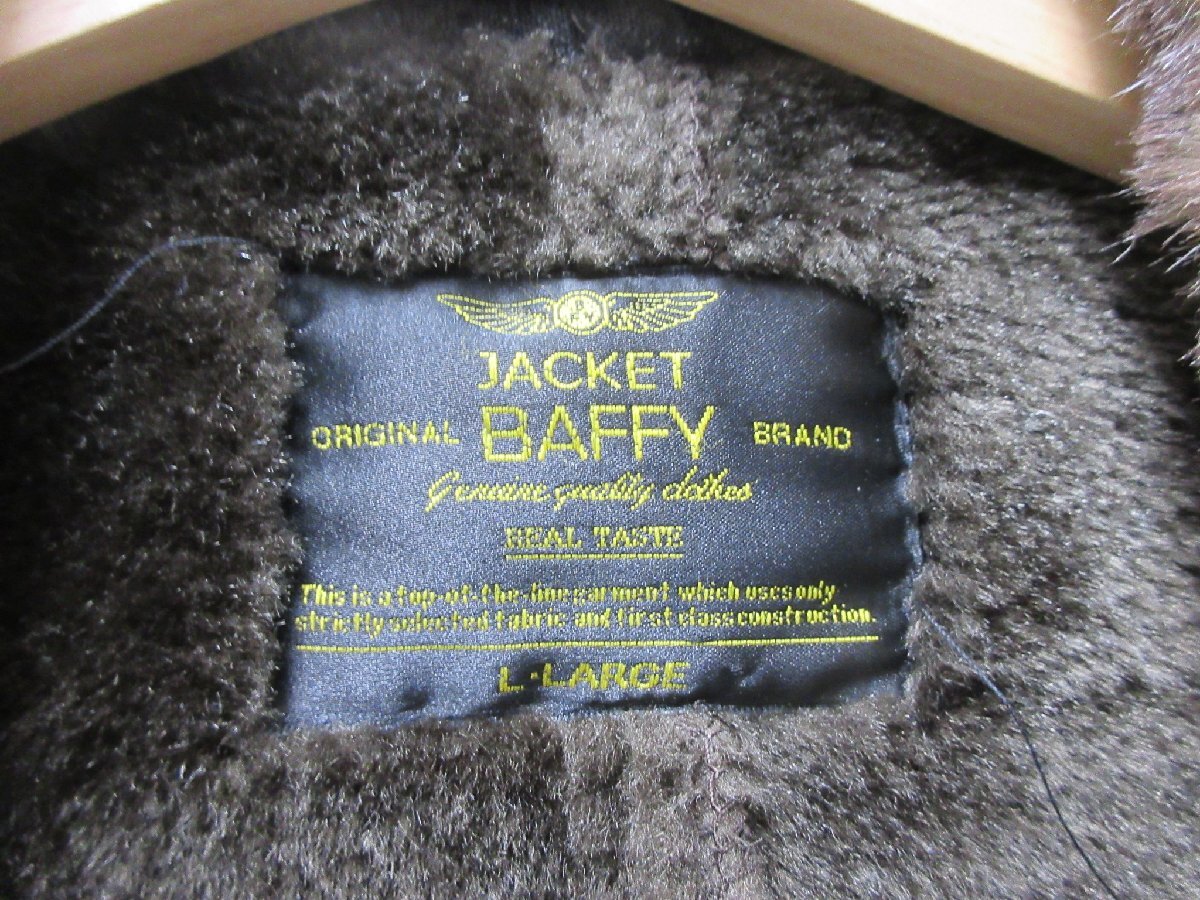 JACKET
ORIGINAL BAFFY BRAND
Genuine quality clothes
REAL TASTE
This is a top-of-the-line garment which uses only
strictly selected fabric and first class construction.
L-LARGE